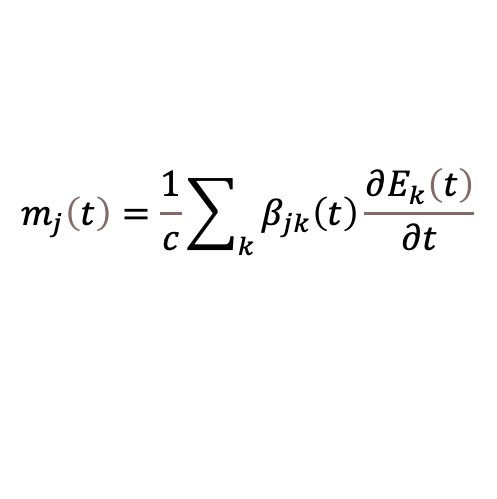 m_j(t) = \frac{1}{c} \sum_k \beta_{jk}(t) \frac{\partial E_k(t)}{\partial t}